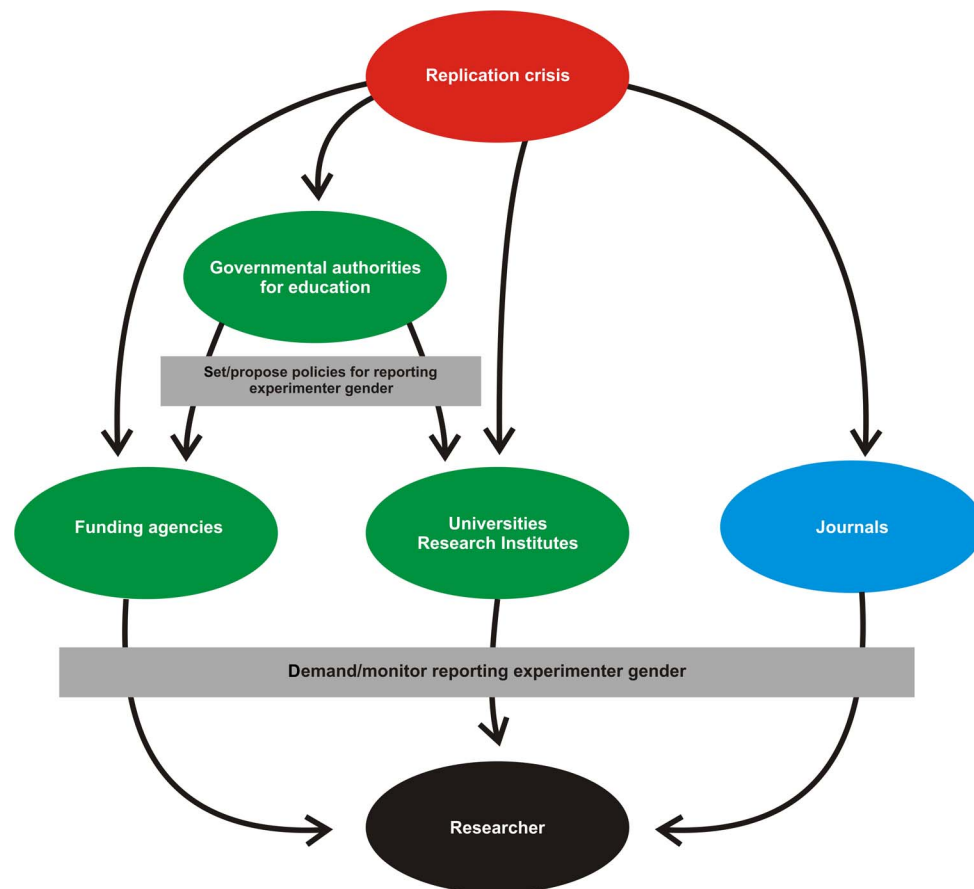 Replication crisis
Governmental authorities
for education
Set/propose policies for reporting
experimenter gender
Funding agencies
Universities
Research Institutes
Journals
Demand/monitor reporting experimenter gender
Researcher